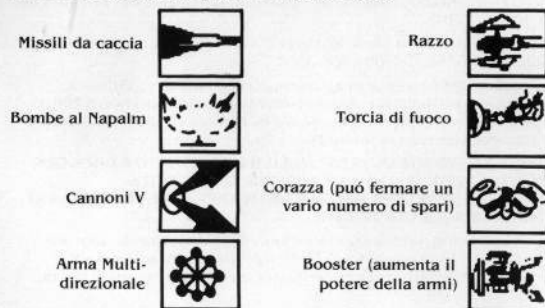 Missili da caccia
Razzo
Bombe al Napalm
Torcia di fuoco
Cannoni V
Corazza (puó fermare un
vario numero di spari)
Arma Multi-
direzionale
Booster (aumenta il
potere della armi)